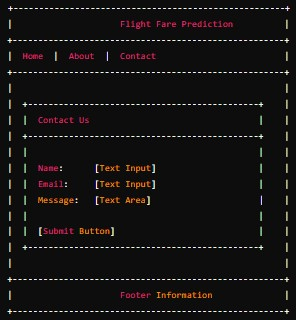 Flight Fare Prediction
Home | About | Contact
Contact Us
Name: [Text Input]
Email: [Text Input]
Message: [Text Area]
[Submit Button]
Footer Information